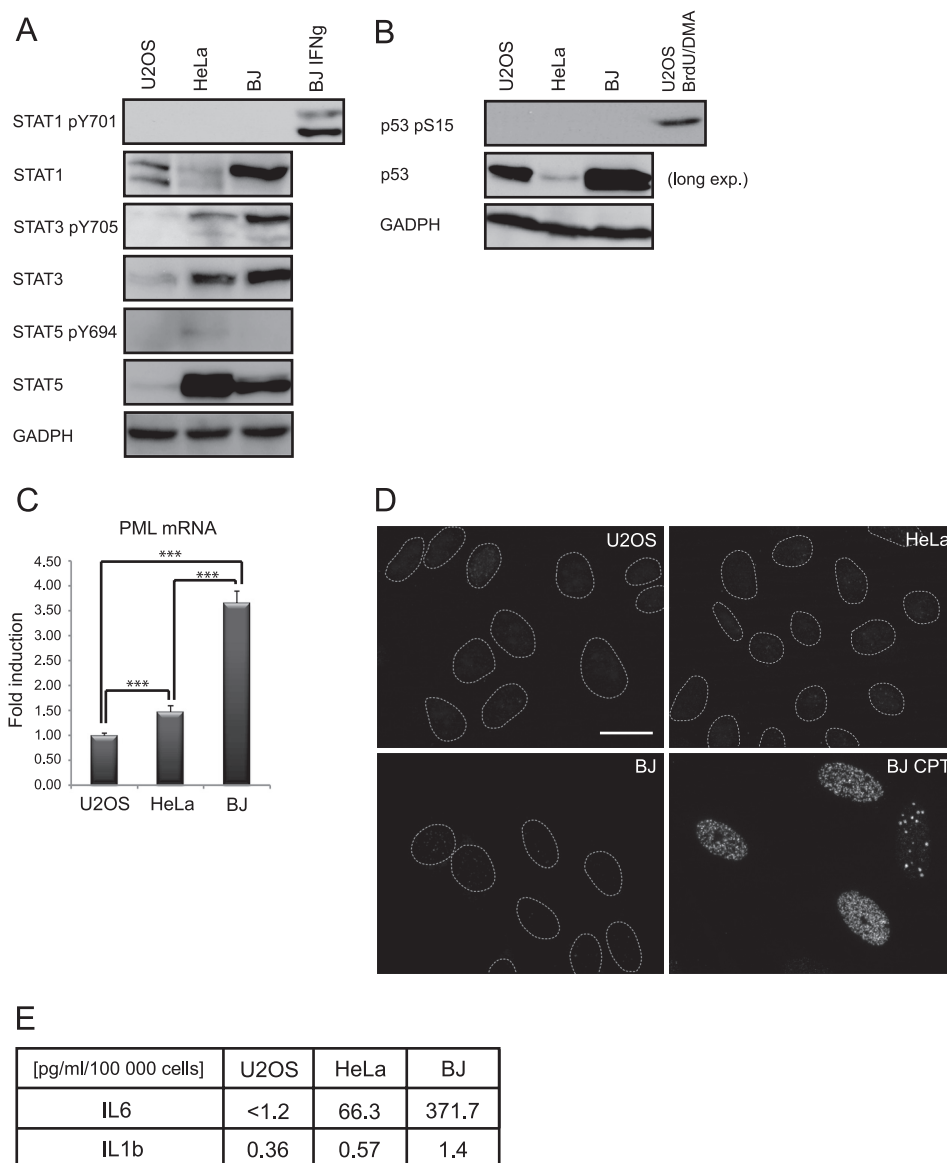 A
U2OS
HeLa
BJ
BJ IFNg
STAT1 pY701
STAT1
STAT3 pY705
STAT3
STAT5 pY694
STAT5
GADPH
B
U2OS
HeLa
BJ
U2OS
BrdU/DMA
p53 pS15
p53
(long exp.)
GADPH
C
PML mRNA
Fold induction
4.50
4.00
3.50
3.00
2.50
2.00
1.50
1.00
0.50
0.00
***
***
***
U2OS HeLa BJ
D
U2OS
HeLa
BJ
BJ CPT
E
[pg/ml/100 000 cells] U2OS HeLa BJ
IL6 <1.2 66.3 371.7
IL1b 0.36 0.57 1.4